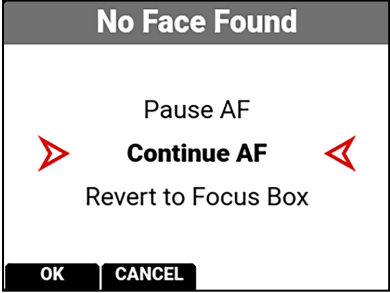 No Face Found
Pause AF
Continue AF
Revert to Focus Box
OK CANCEL